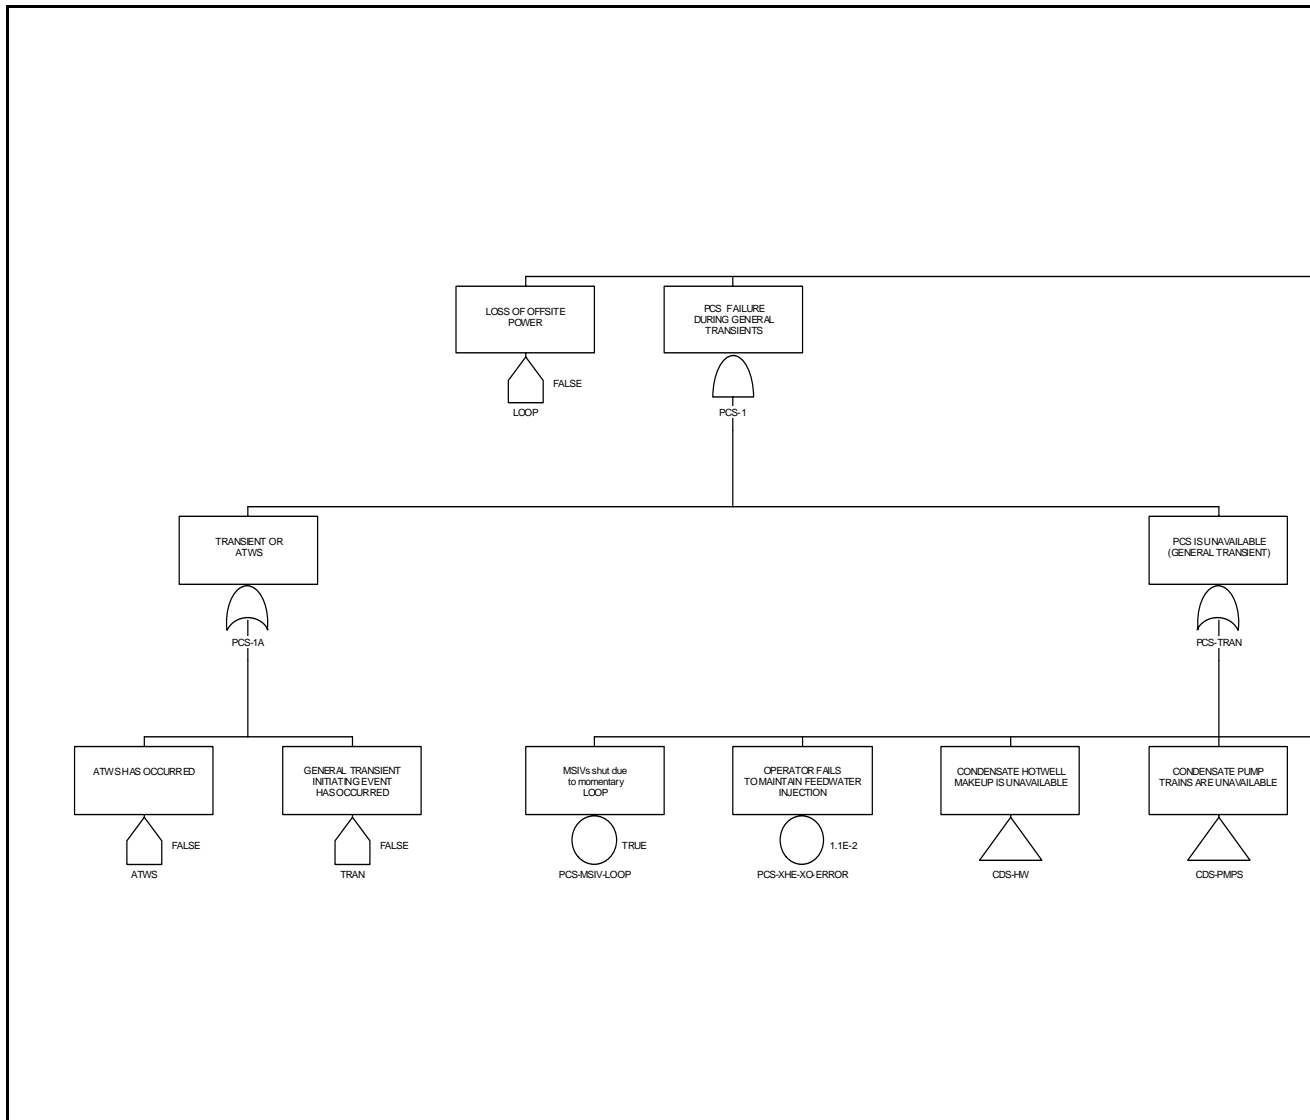 LOSS OF OFFSITE
POWER
FALSE
LOOP
PCS FAILURE
DURING GENERAL
TRANSIENTS
PCS-1
TRANSIENT OR
ATWS
PCS-1A
PCS IS UNAVAILABLE
(GENERAL TRANSIENT)
PCS-TRAN
ATWS HAS OCCURRED
FALSE
ATWS
GENERAL TRANSIENT
INITIATING EVENT
HAS OCCURRED
FALSE
TRAN
MSIVs shut due
to momentary
LOOP
TRUE
PCS-MSIV-LOOP
OPERATOR FAILS
TO MAINTAIN FEEDWATER
INJECTION
1.1E-2
PCS-XHE-XO-ERROR
CONDENSATE HOTWELL
MAKEUP IS UNAVAILABLE
CDS-HW
CONDENSATE PUMP
TRAINS ARE UNAVAILABLE
CDS-PMPS